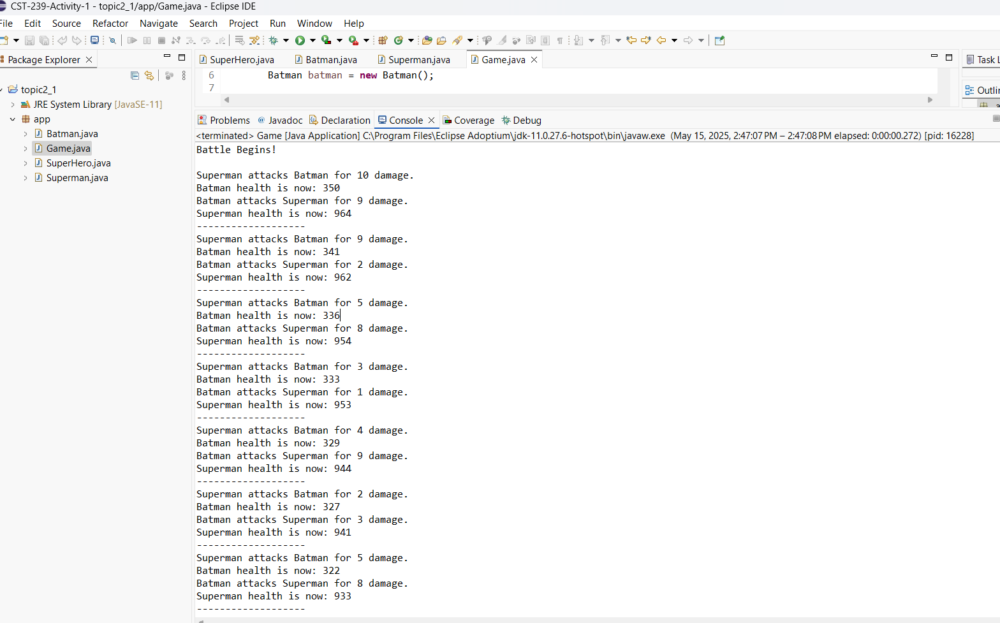 CST-239-Activity-1 - topic2_1/app/Game.java - Eclipse IDE
File Edit Source Refactor Navigate Search Project Run Window Help
Package Explorer
topic2_1
JRE System Library [JavaSE-11]
app
Batman.java
Game.java
SuperHero.java
Superman.java
SuperHero.java Batman.java Superman.java Game.java
6 Batman batman = new Batman();
7
Task L
Outlin
Problems Javadoc Declaration Console Coverage Debug
<terminated> Game [Java Application] C:\Program Files\Eclipse Adoptium\jdk-11.0.27.6-hotspot\bin\javaw.exe (May 15, 2025, 2:47:07 PM – 2:47:08 PM elapsed: 0:00:00.272) [pid: 16228]
Battle Begins!
Superman attacks Batman for 10 damage.
Batman health is now: 350
Batman attacks Superman for 9 damage.
Superman health is now: 964
-------------------
Superman attacks Batman for 9 damage.
Batman health is now: 341
Batman attacks Superman for 2 damage.
Superman health is now: 962
-------------------
Superman attacks Batman for 5 damage.
Batman health is now: 336
Batman attacks Superman for 8 damage.
Superman health is now: 954
-------------------
Superman attacks Batman for 3 damage.
Batman health is now: 333
Batman attacks Superman for 1 damage.
Superman health is now: 953
-------------------
Superman attacks Batman for 4 damage.
Batman health is now: 329
Batman attacks Superman for 9 damage.
Superman health is now: 944
-------------------
Superman attacks Batman for 2 damage.
Batman health is now: 327
Batman attacks Superman for 3 damage.
Superman health is now: 941
-------------------
Superman attacks Batman for 5 damage.
Batman health is now: 322
Batman attacks Superman for 8 damage.
Superman health is now: 933
-------------------